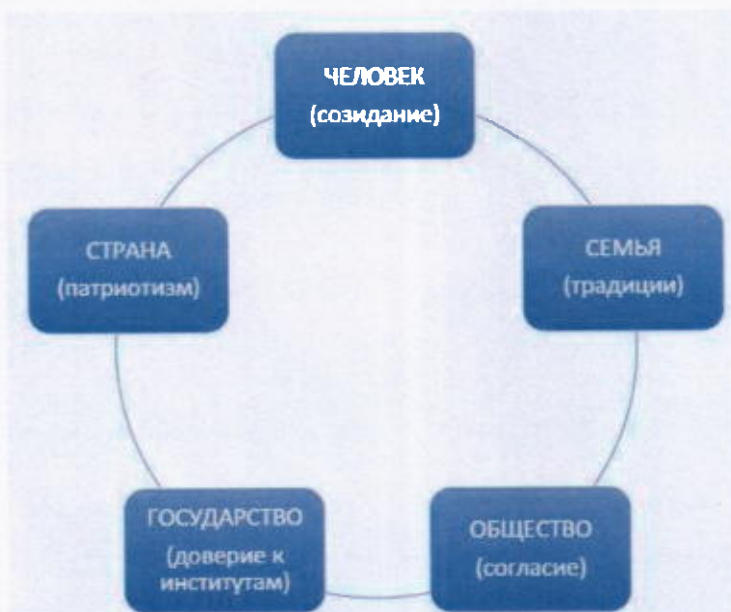 ЧЕЛОВЕК
(созидание)
СТРАНА
(патриотизм)
СЕМЬЯ
(традиции)
ГОСУДАРСТВО
(доверие к
институтам)
ОБЩЕСТВО
(согласие)